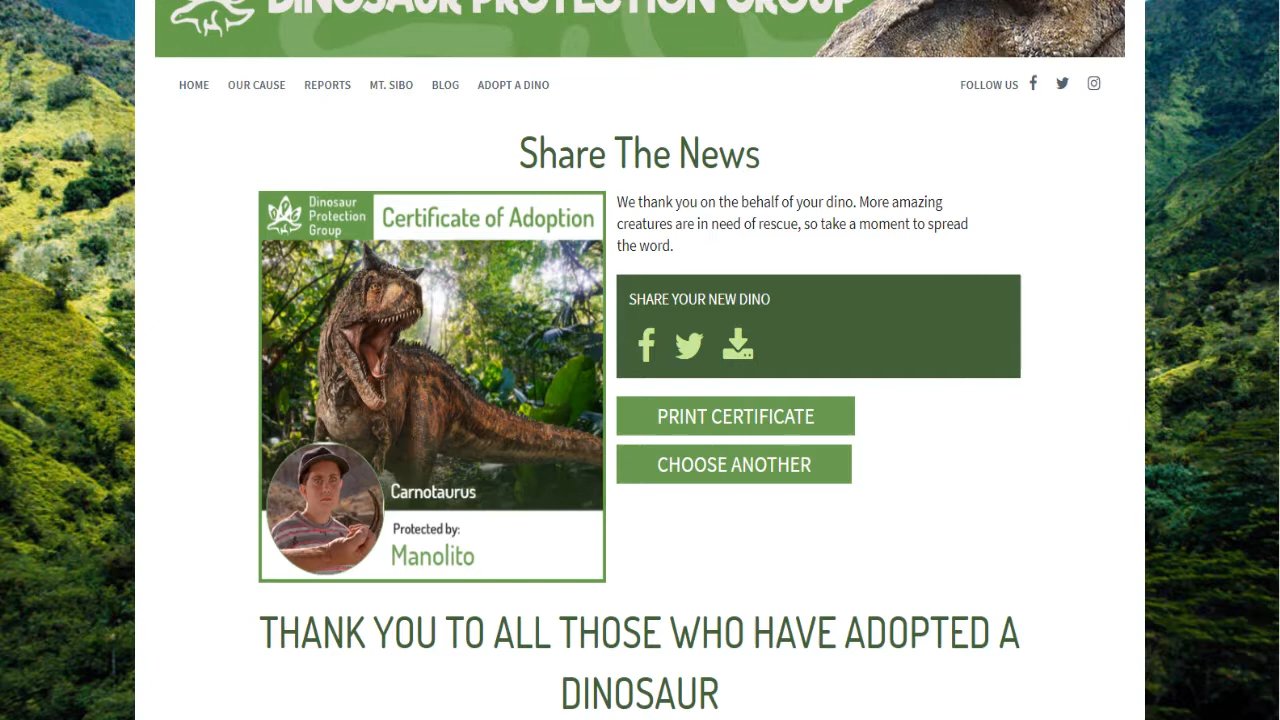 DINOSAUR PROTECTION GROUP
HOME OUR CAUSE REPORTS MT. SIBO BLOG ADOPT A DINO FOLLOW US
Share The News
Dinosaur
Protection
Group
Certificate of Adoption
Carnotaurus
Protected by:
Manolito
We thank you on the behalf of your dino. More amazing
creatures are in need of rescue, so take a moment to spread
the word.
SHARE YOUR NEW DINO
PRINT CERTIFICATE
CHOOSE ANOTHER
THANK YOU TO ALL THOSE WHO HAVE ADOPTED A
DINOSAUR